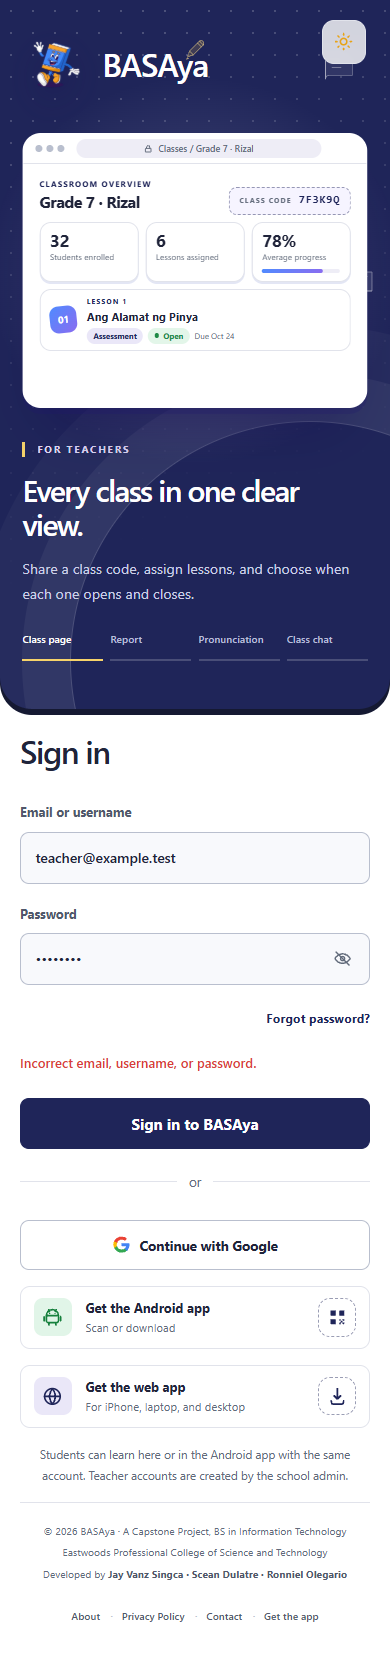 BASAya
Classes / Grade 7 · Rizal
CLASSROOM OVERVIEW
Grade 7 · Rizal
CLASS CODE 7F3K9Q
32
Students enrolled
6
Lessons assigned
78%
Average progress
01
LESSON 1
Ang Alamat ng Pinya
Assessment
Open
Due Oct 24
FOR TEACHERS
Every class in one clear
view.
Share a class code, assign lessons, and choose when
each one opens and closes.
Class page
Report
Pronunciation
Class chat
Sign in
Email or username
teacher@example.test
Password
••••••••
Forgot password?
Incorrect email, username, or password.
Sign in to BASAya
or
Continue with Google
Get the Android app
Scan or download
Get the web app
For iPhone, laptop, and desktop
Students can learn here or in the Android app with the same
account. Teacher accounts are created by the school admin.
© 2026 BASAya · A Capstone Project, BS in Information Technology
Eastwoods Professional College of Science and Technology
Developed by Jay Vanz Singca • Scean Dulatre • Ronniel Olegario
About · Privacy Policy · Contact · Get the app